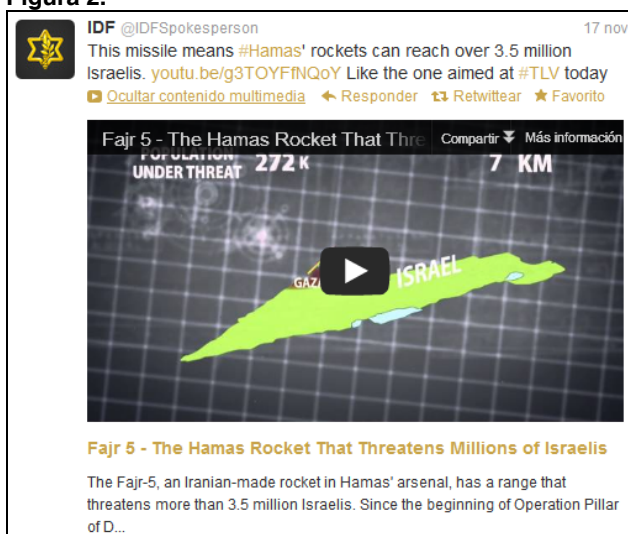 Figura 2.
IDF @IDFSpokesperson 17 nov
This missile means #Hamas' rockets can reach over 3.5 million
Israelis. youtu.be/g3TOYFfNQoY Like the one aimed at #TLV today
Ocultar contenido multimedia Responder Retwittear Favorito
Fajr 5 - The Hamas Rocket That Thre Compartir Más información
POPULATION
UNDER THREAT 272 K 7 KM
GAZA ISRAEL
Fajr 5 - The Hamas Rocket That Threatens Millions of Israelis
The Fajr-5, an Iranian-made rocket in Hamas' arsenal, has a range that
threatens more than 3.5 million Israelis. Since the beginning of Operation Pillar
of D...